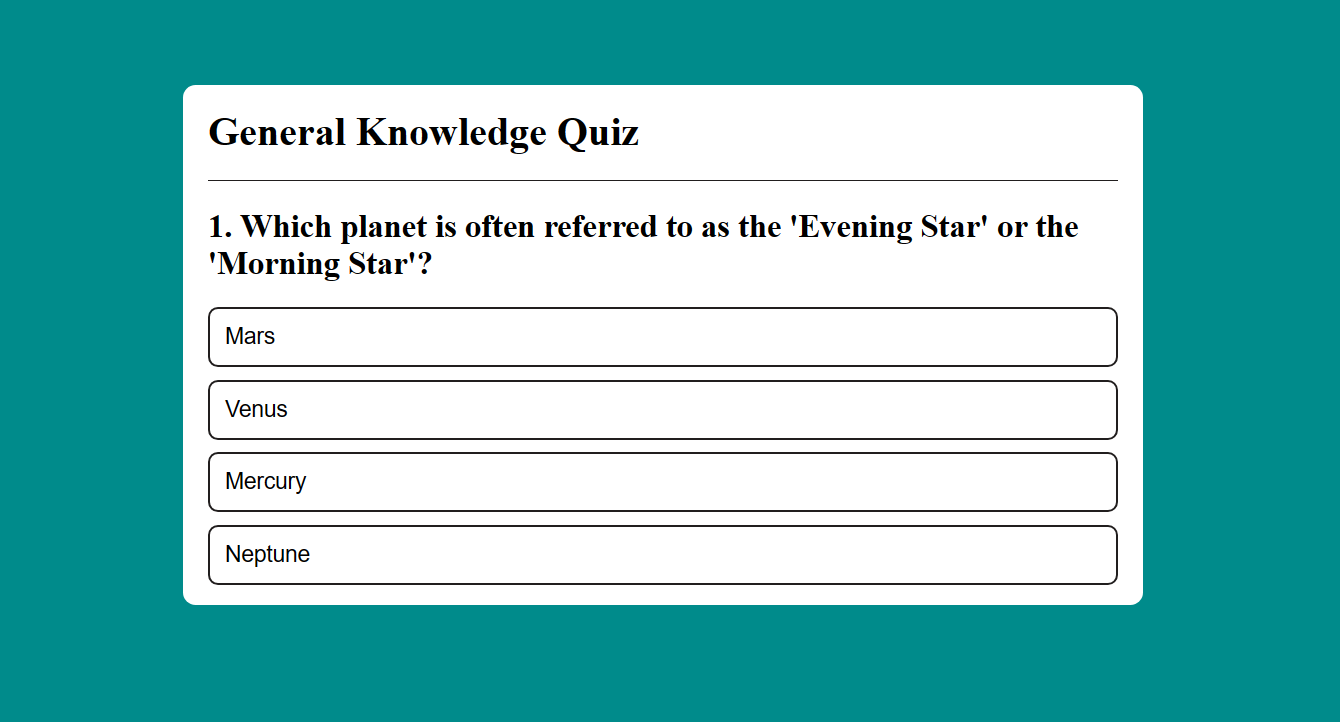 General Knowledge Quiz
1. Which planet is often referred to as the 'Evening Star' or the
'Morning Star'?
Mars
Venus
Mercury
Neptune